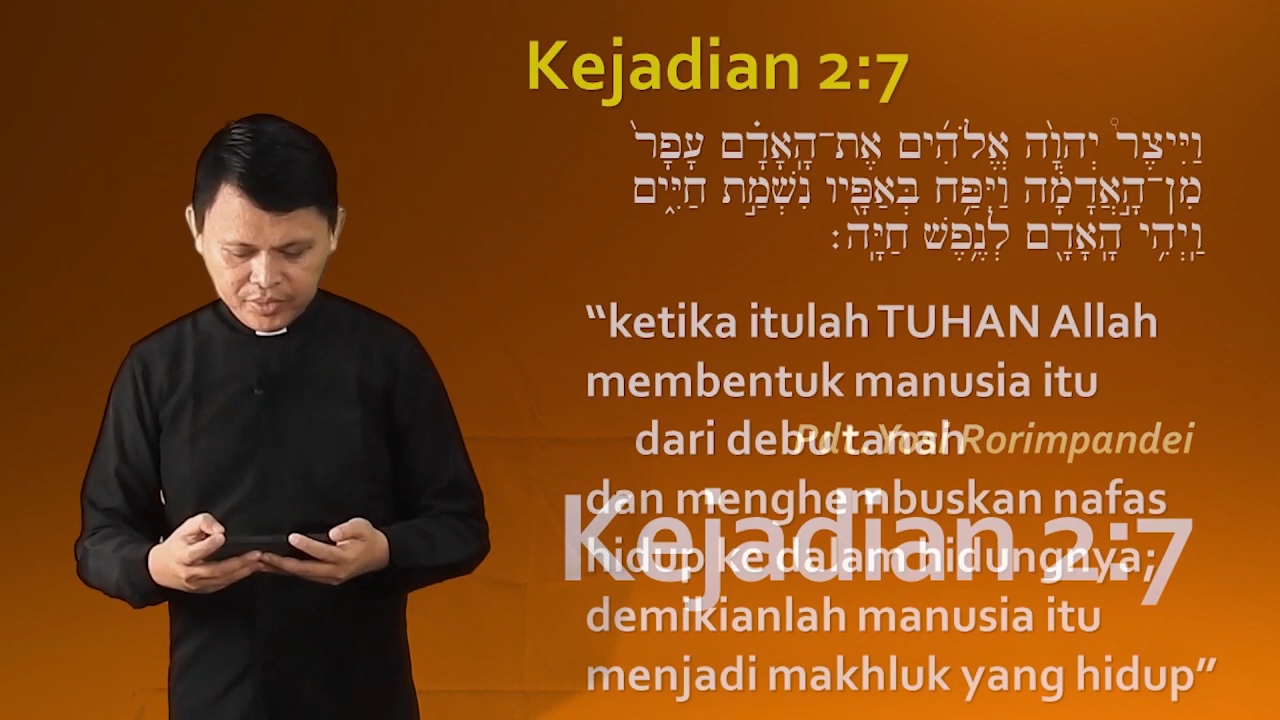 Kejadian 2:7
וַיִּיצֶר֩ יְהוָ֨ה אֱלֹהִ֜ים אֶת־הָֽאָדָ֗ם עָפָר֙
מִן־הָ֣אֲדָמָ֔ה וַיִּפַּ֥ח בְּאַפָּ֖יו נִשְׁמַ֣ת חַיִּ֑ים
וַֽיְהִ֥י הָֽאָדָ֖ם לְנֶ֥פֶשׁ חַיָּֽה׃
“ketika itulah TUHAN Allah
membentuk manusia itu
dari debu tanah
Pdt. Yosi Rorimpandei
dan menghembuskan nafas
Kejadian 2:7
hidup ke dalam hidungnya;
demikianlah manusia itu
menjadi makhluk yang hidup”